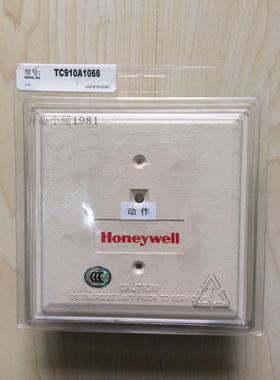 型号:
MODEL #S
TC910A1066
开心小屋1981
动作
Honeywell
CCC
CAUTION
DE-ENERGIZE UNIT PRIOR TO SERVICING